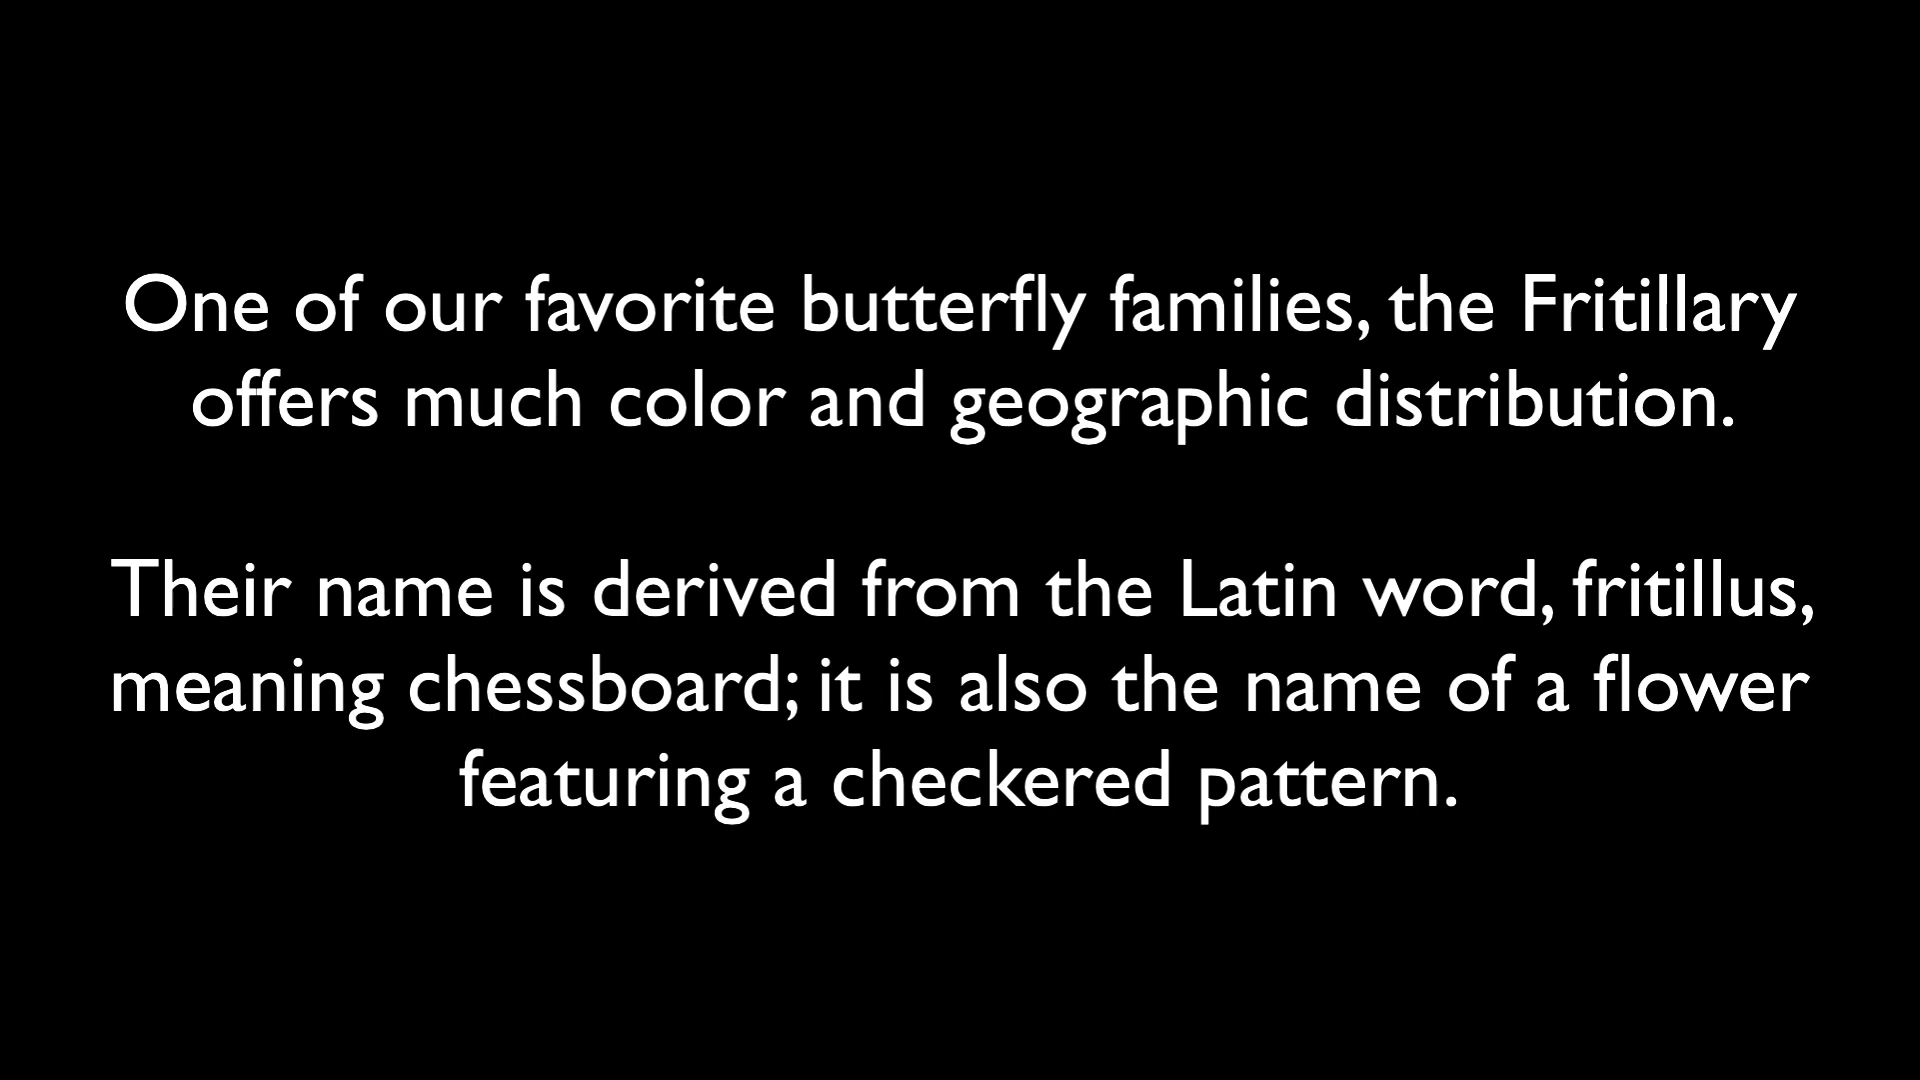 One of our favorite butterfly families, the Fritillary
offers much color and geographic distribution.
Their name is derived from the Latin word, fritillus,
meaning chessboard; it is also the name of a flower
featuring a checkered pattern.